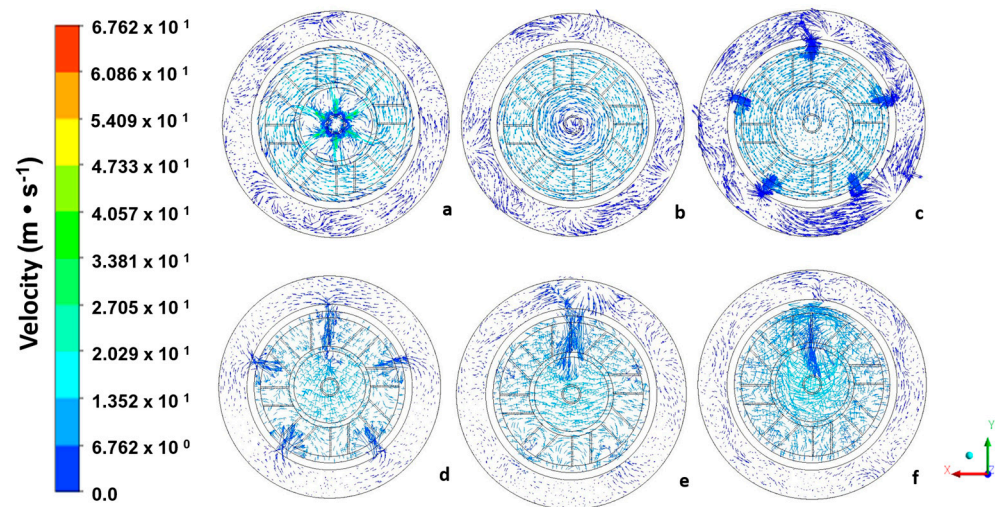 Velocity (m • s-1)
6.762 x 10 1
6.086 x 10 1
5.409 x 10 1
4.733 x 10 1
4.057 x 10 1
3.381 x 10 1
2.705 x 10 1
2.029 x 10 1
1.352 x 10 1
6.762 x 10 0
0.0
a
b
c
d
e
f
Y
X
Z